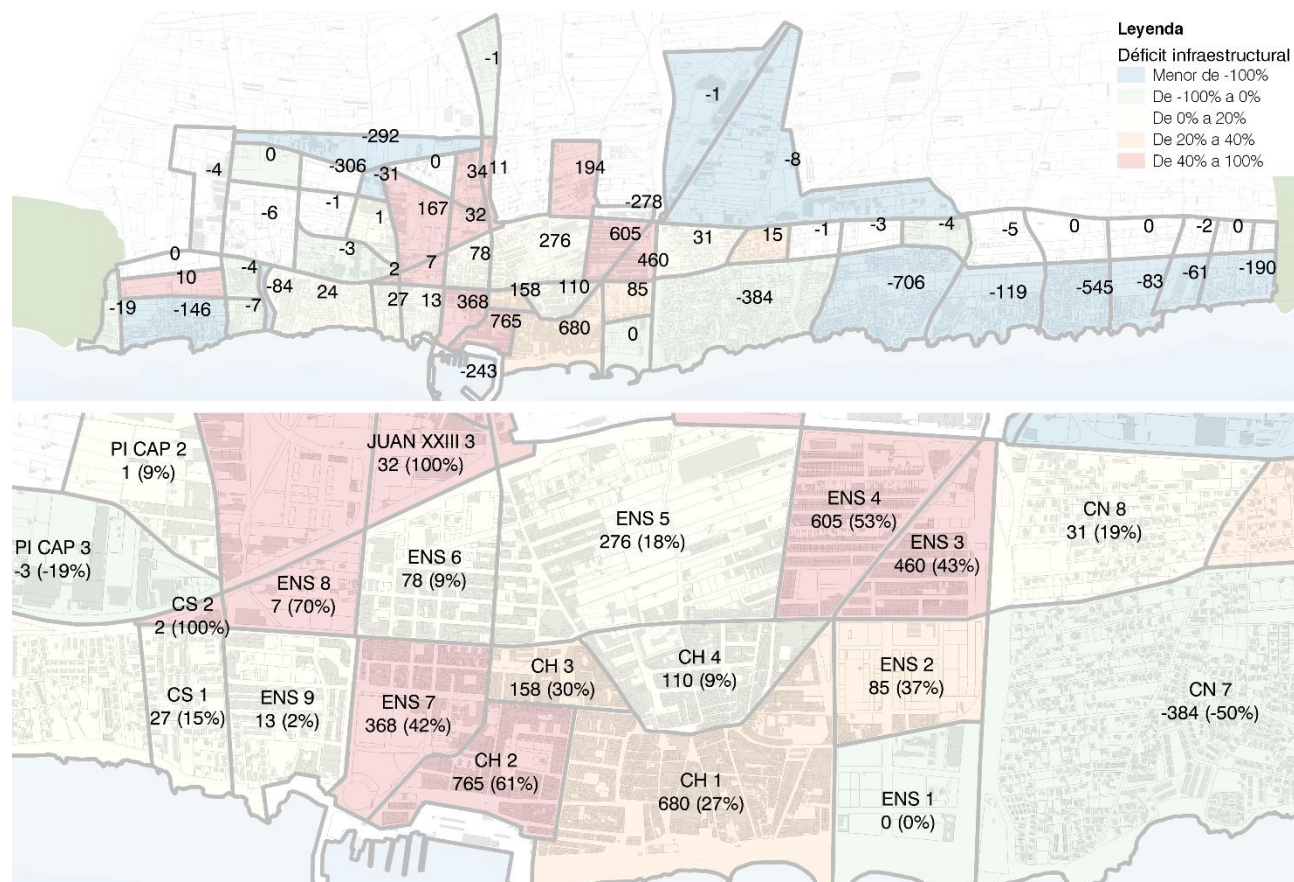 Leyenda
Déficit infraestructural
Menor de -100%
De -100% a 0%
De 0% a 20%
De 20% a 40%
De 40% a 100%
-1
-1
-292
0
-306
0
-31
34
11
194
-8
-4
-278
-6
-1
1
167
32
605
31
15
-1
-3
-4
-5
0
0
-2
0
-3
78
276
460
0
-4
2
7
10
-84
24
27
13
368
158
110
85
-384
-706
-119
-545
-83
-61
-190
-19
-146
-7
765
680
0
-243
PI CAP 2
1 (9%)
JUAN XXIII 3
32 (100%)
PI CAP 3
-3 (-19%)
ENS 6
78 (9%)
ENS 5
276 (18%)
ENS 4
605 (53%)
ENS 3
460 (43%)
CN 8
31 (19%)
ENS 8
7 (70%)
CS 2
2 (100%)
CS 1
27 (15%)
ENS 9
13 (2%)
ENS 7
368 (42%)
CH 3
158 (30%)
CH 4
110 (9%)
ENS 2
85 (37%)
CN 7
-384 (-50%)
CH 2
765 (61%)
CH 1
680 (27%)
ENS 1
0 (0%)